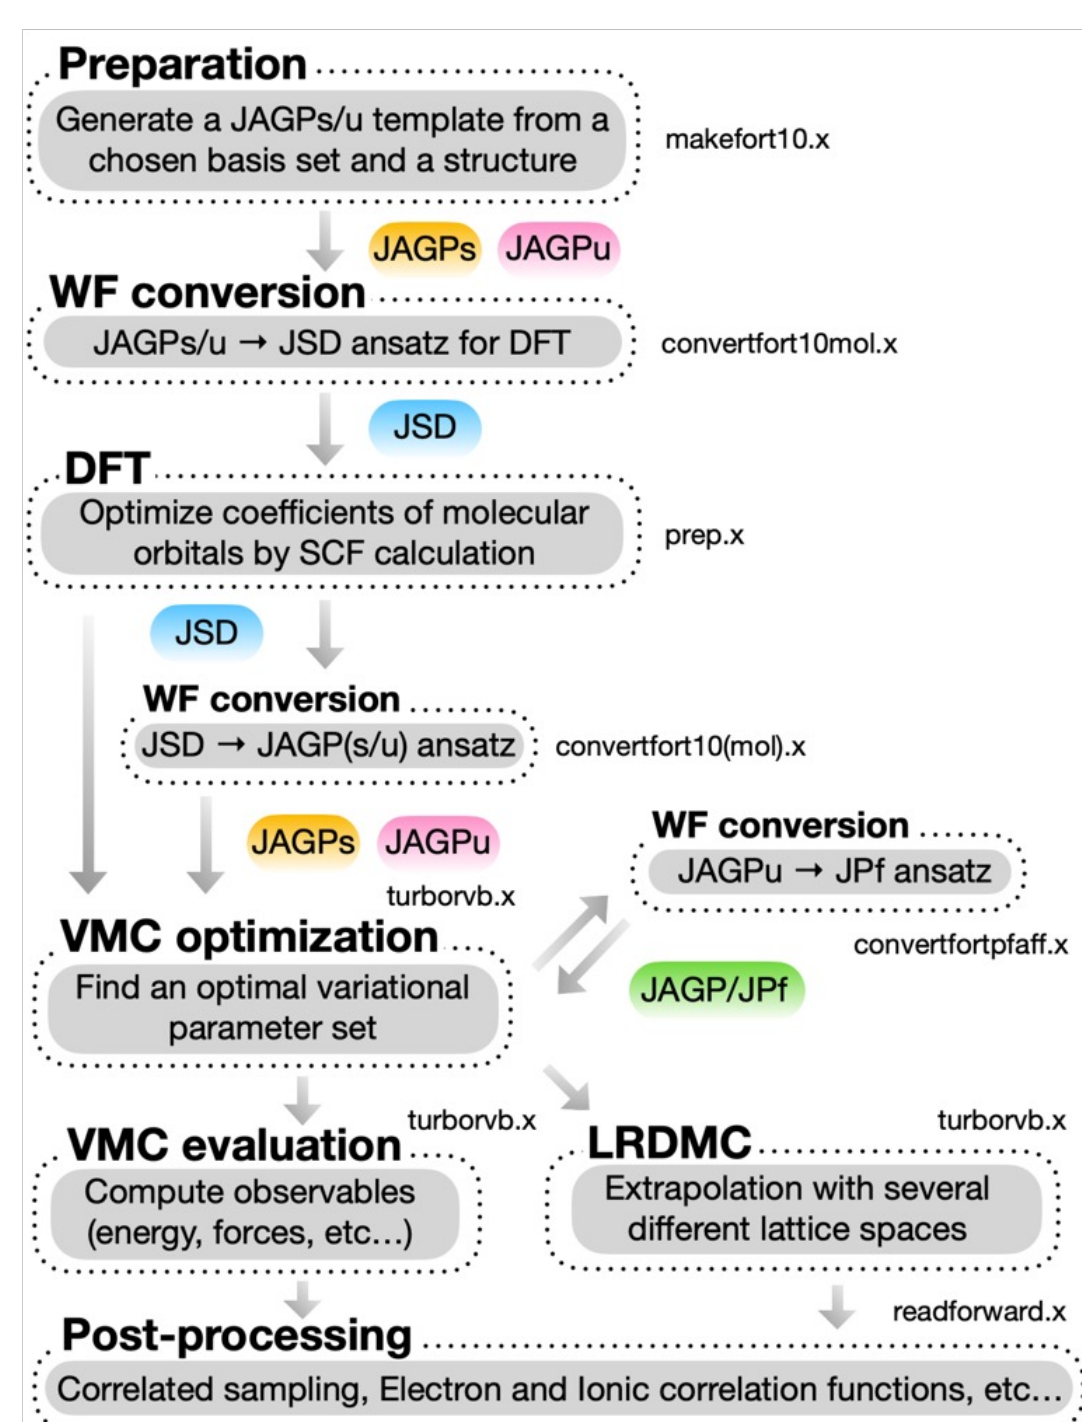 Preparation
Generate a JAGPs/u template from a
chosen basis set and a structure
makefort10.x
JAGPs JAGPu
WF conversion
JAGPs/u → JSD ansatz for DFT
convertfort10mol.x
JSD
DFT
Optimize coefficients of molecular
orbitals by SCF calculation
prep.x
JSD
WF conversion
JSD → JAGP(s/u) ansatz
convertfort10(mol).x
JAGPs JAGPu
WF conversion
JAGPu → JPf ansatz
convertfortpfaff.x
JAGP/JPf
turborvb.x
VMC optimization
Find an optimal variational
parameter set
turborvb.x
VMC evaluation
Compute observables
(energy, forces, etc...)
turborvb.x
LRDMC
Extrapolation with several
different lattice spaces
readforward.x
Post-processing
Correlated sampling, Electron and Ionic correlation functions, etc...